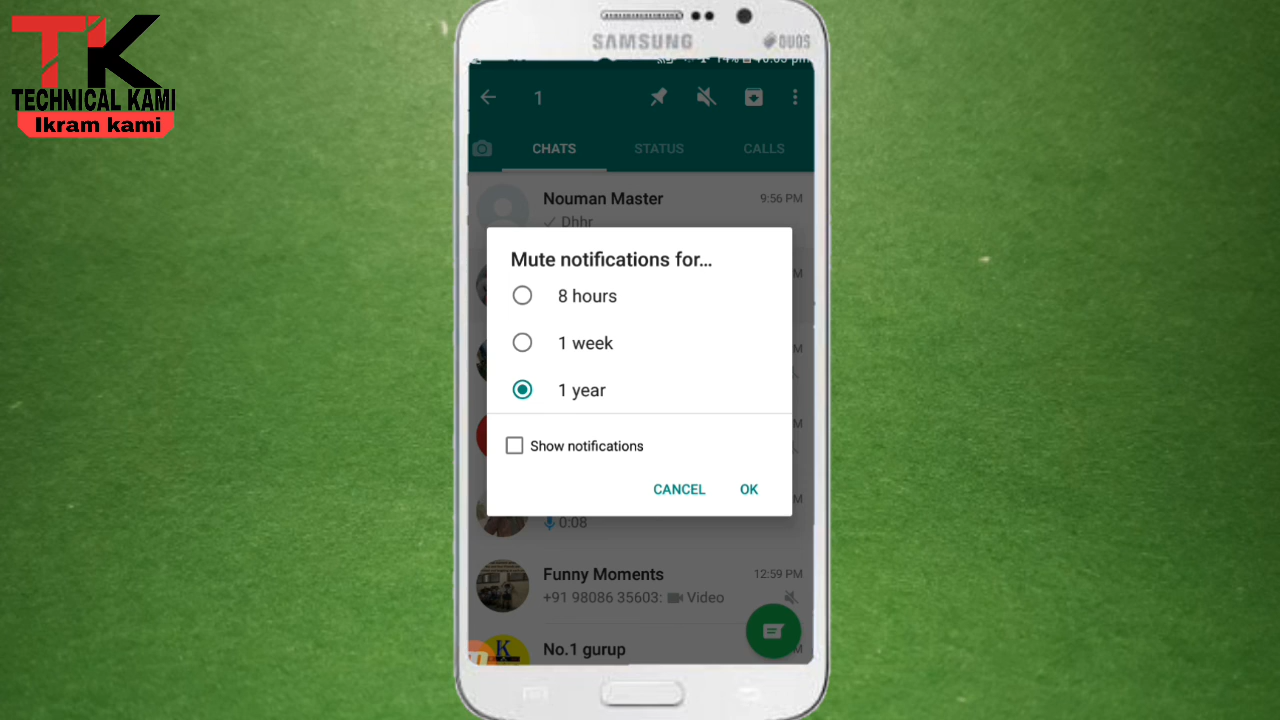 TK
TECHNICAL KAMI
Ikram kami
SAMSUNG
DUOS
1
CHATS
STATUS
CALLS
Nouman Master
9:56 PM
Dhhr
Mute notifications for...
8 hours
1 week
1 year
Show notifications
CANCEL
OK
0:08
Funny Moments
12:59 PM
+91 98086 35603: Video
No.1 gurup
K